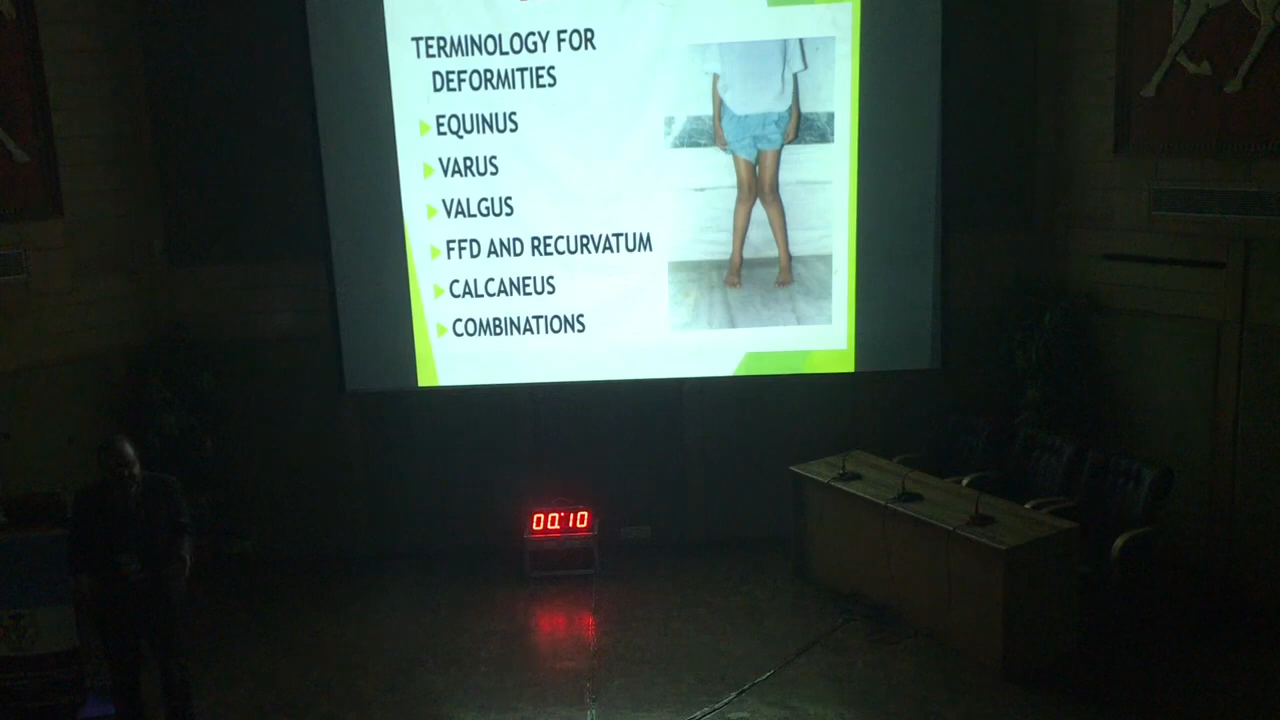 TERMINOLOGY FOR
DEFORMITIES
EQUINUS
VARUS
VALGUS
FFD AND RECURVATUM
CALCANEUS
COMBINATIONS
00:10